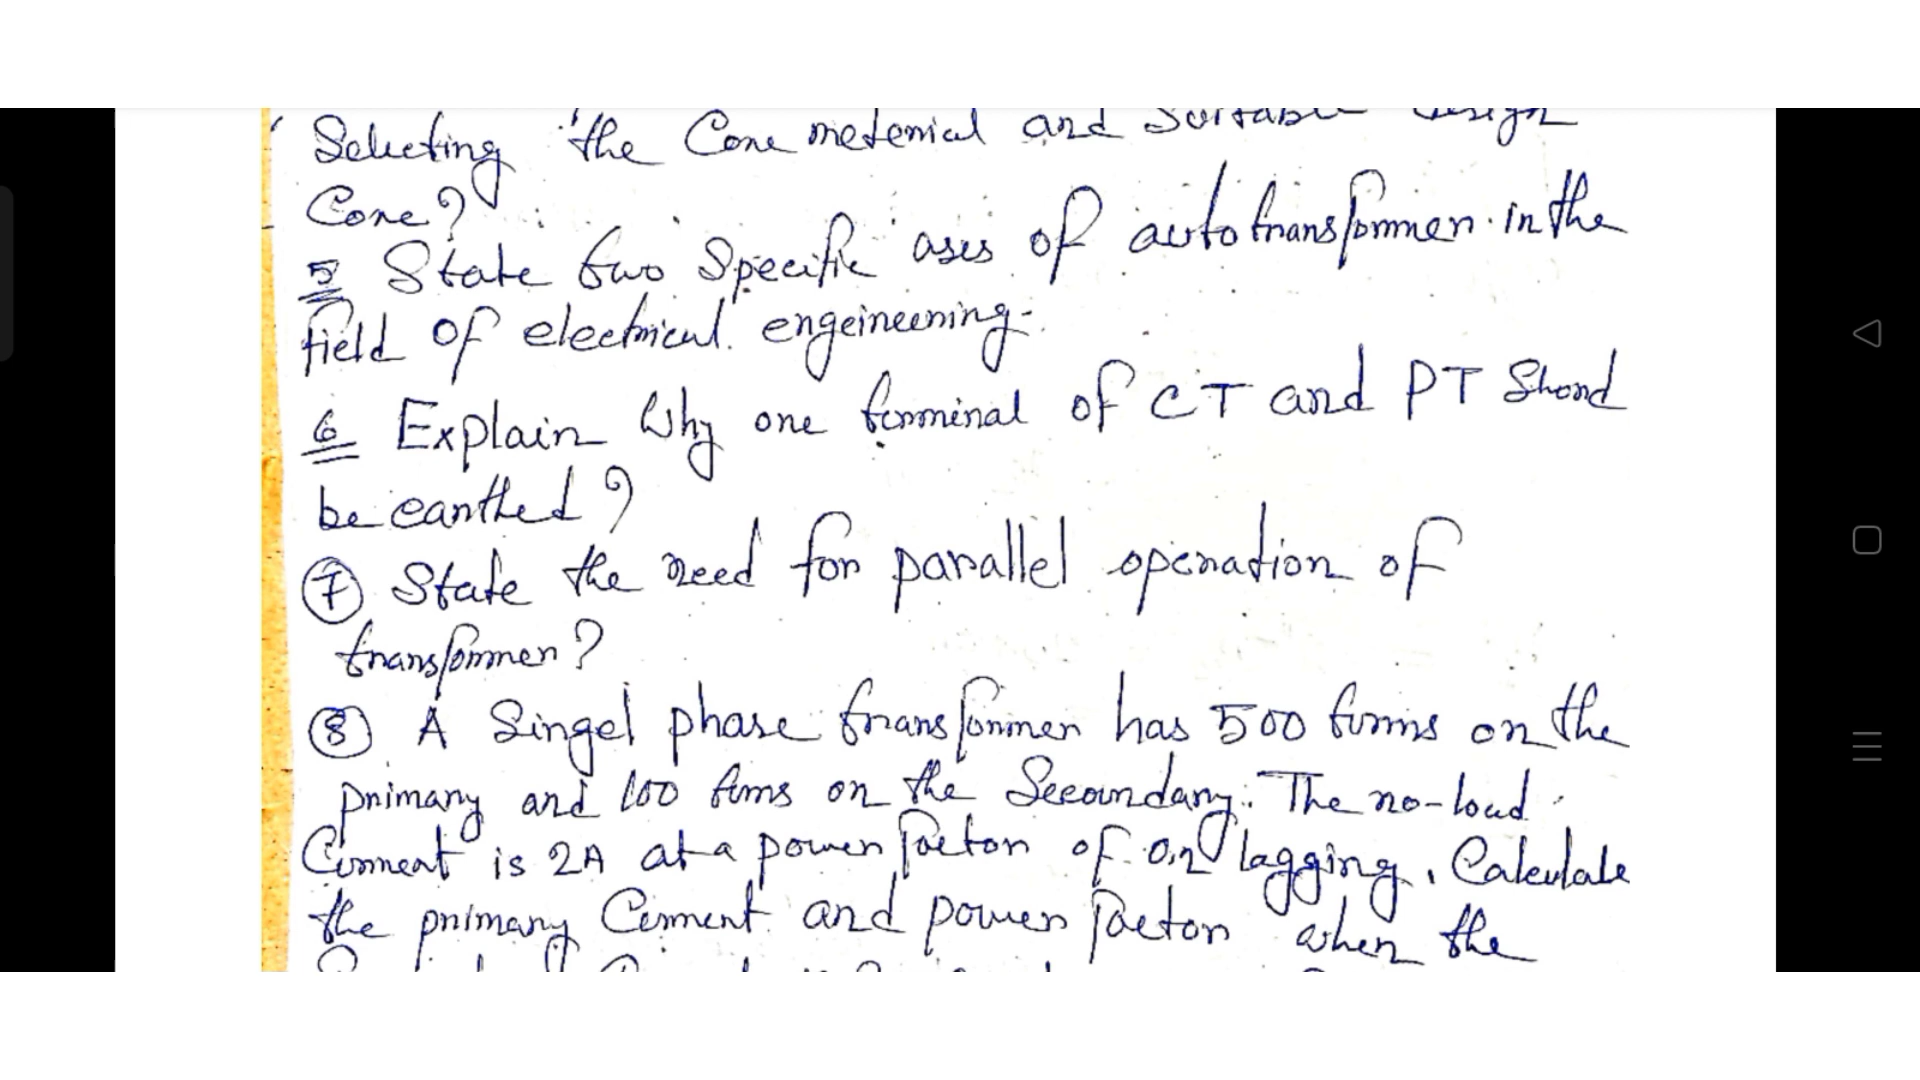 Selecting the Core meterial and Suitable design
Core?
5 State two Specific uses of autotransformer in the
field of electrical engeineering.
6 Explain Why one terminal of CT and PT Shoud
be earthed?
7 State the need for parallel operation of
transformer?
8 A Singel phase transformer has 500 turns on the
primary and 100 turns on the Secoundary. The no-load
Current is 2A at a power factor of 0.2 lagging. Calculate
the primary Current and power factor when the